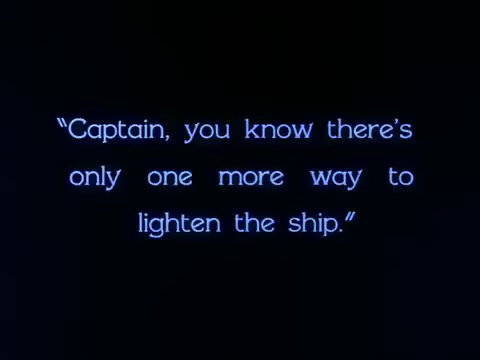 “Captain, you know there's
only one more way to
lighten the ship.”